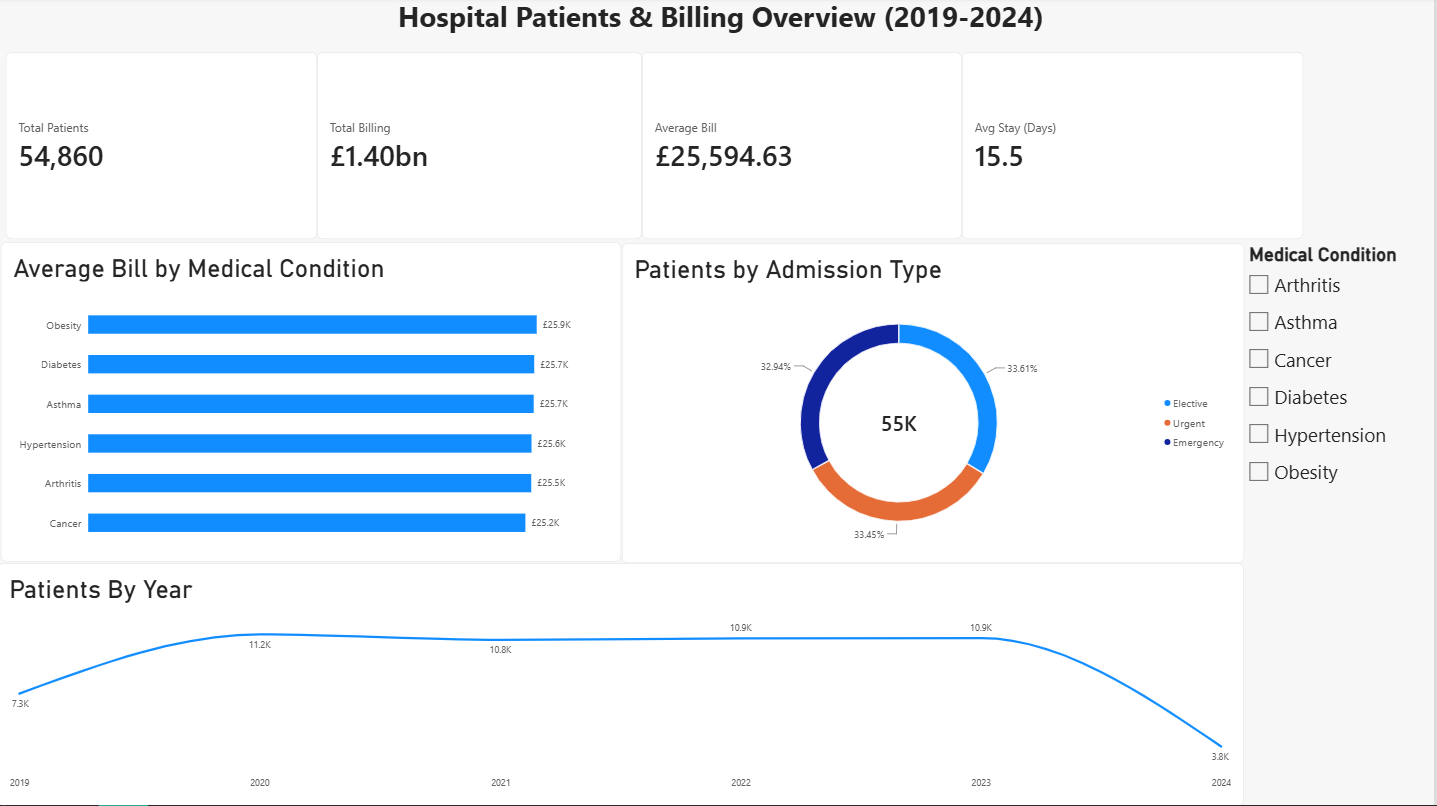 Hospital Patients & Billing Overview (2019-2024)
Total Patients
54,860
Total Billing
£1.40bn
Average Bill
£25,594.63
Avg Stay (Days)
15.5
Average Bill by Medical Condition
Obesity £25.9K
Diabetes £25.7K
Asthma £25.7K
Hypertension £25.6K
Arthritis £25.5K
Cancer £25.2K
Patients by Admission Type
32.94%
33.61%
55K
33.45%
Elective
Urgent
Emergency
Medical Condition
Arthritis
Asthma
Cancer
Diabetes
Hypertension
Obesity
Patients By Year
7.3K
11.2K
10.8K
10.9K
10.9K
3.8K
2019 2020 2021 2022 2023 2024